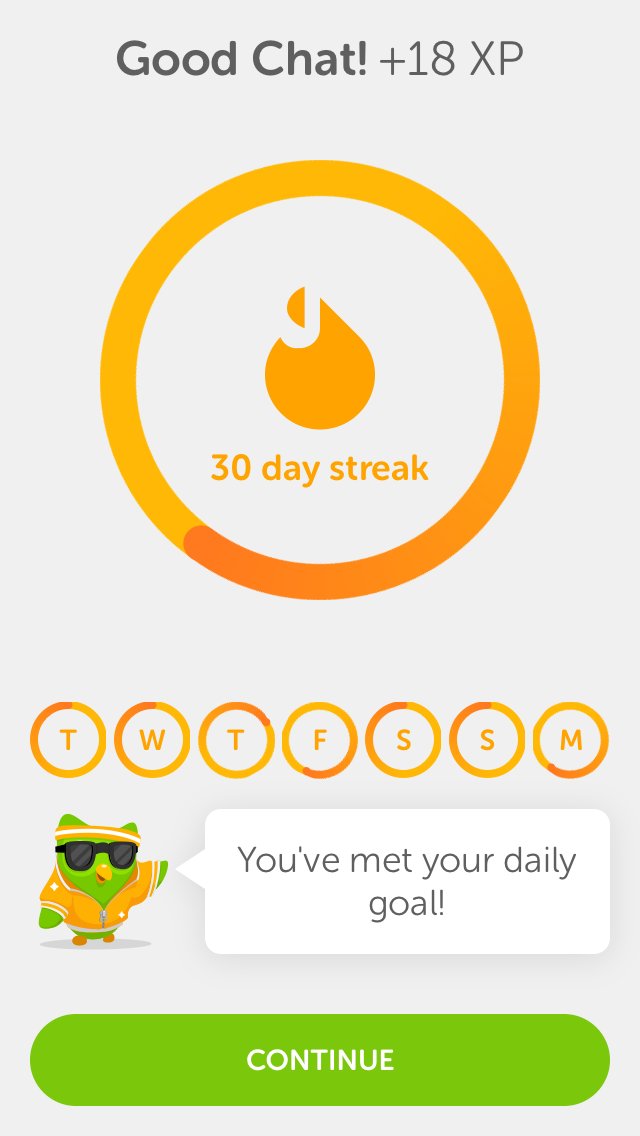 Good Chat! +18 XP
30 day streak
T W T F S S M
You've met your daily
goal!
CONTINUE